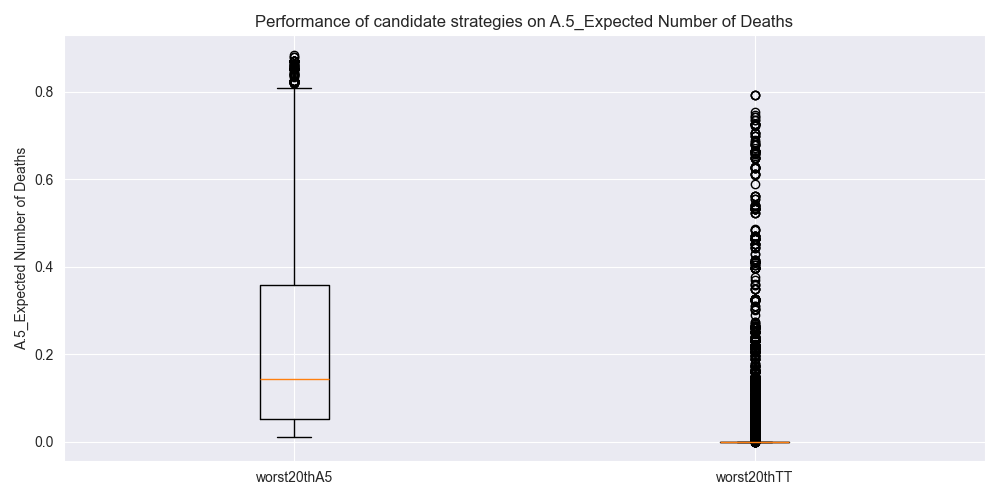 Performance of candidate strategies on A.5_Expected Number of Deaths
A.5_Expected Number of Deaths
0.8
0.6
0.4
0.2
0.0
worst20thA5
worst20thTT